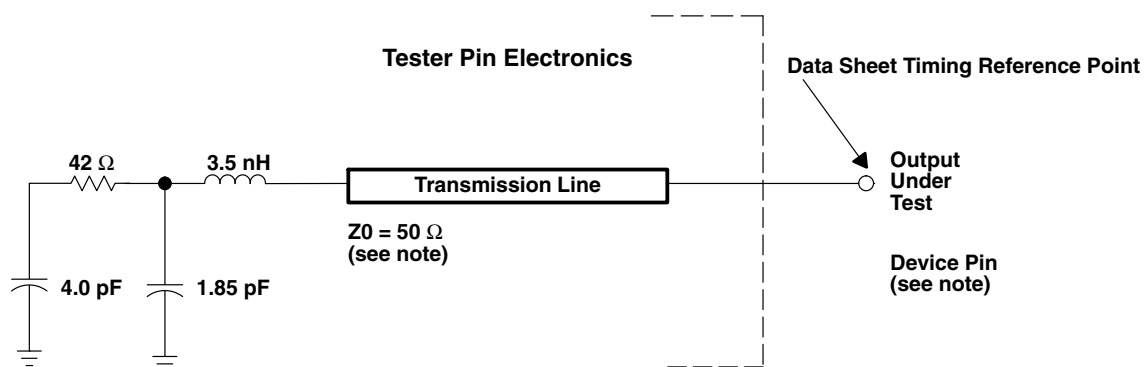 Tester Pin Electronics
Data Sheet Timing Reference Point
42 Ω
3.5 nH
Transmission Line
Output
Under
Test
Z0 = 50 Ω
(see note)
Device Pin
(see note)
4.0 pF
1.85 pF